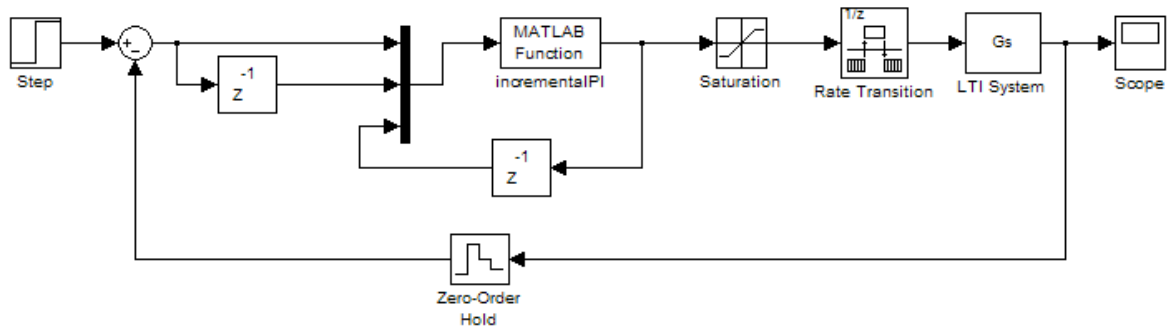 Step
+
-
-1
Z
MATLAB
Function
incrementalPI
-1
Z
Saturation
1/z
Rate Transition
Gs
LTI System
Scope
Zero-Order
Hold